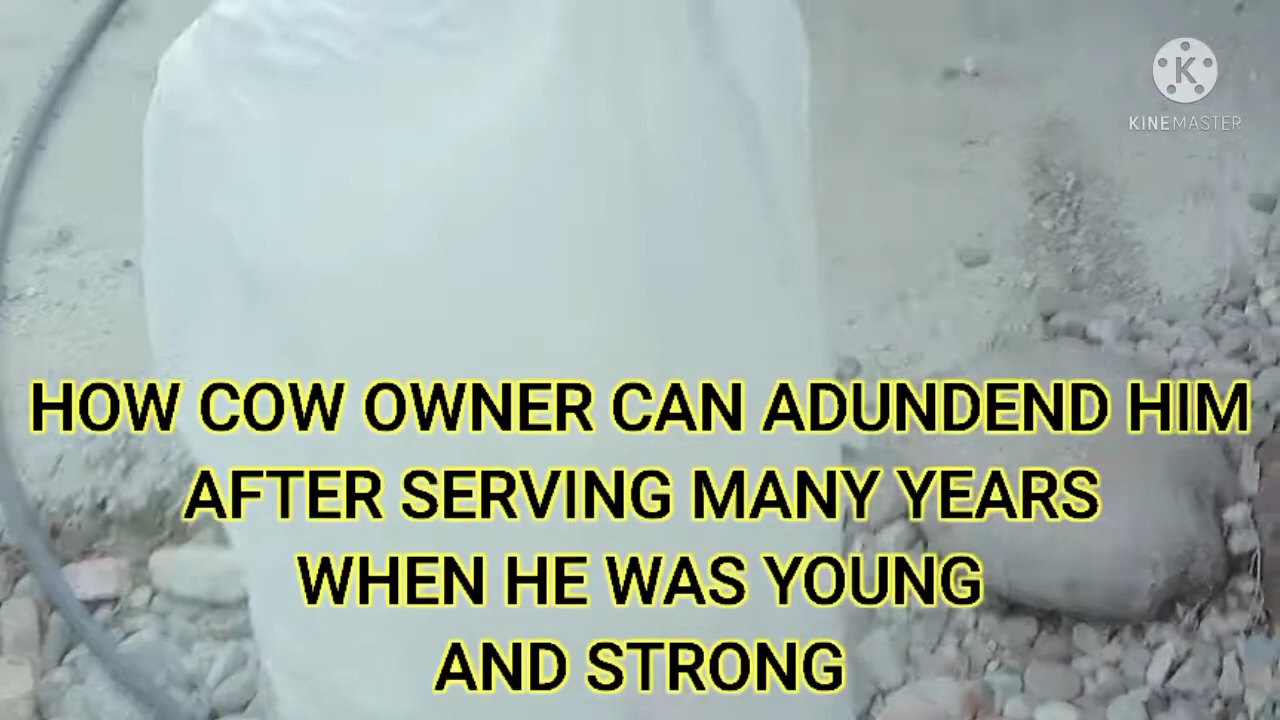 K
KINEMASTER
HOW COW OWNER CAN ADUNDEND HIM
AFTER SERVING MANY YEARS
WHEN HE WAS YOUNG
AND STRONG